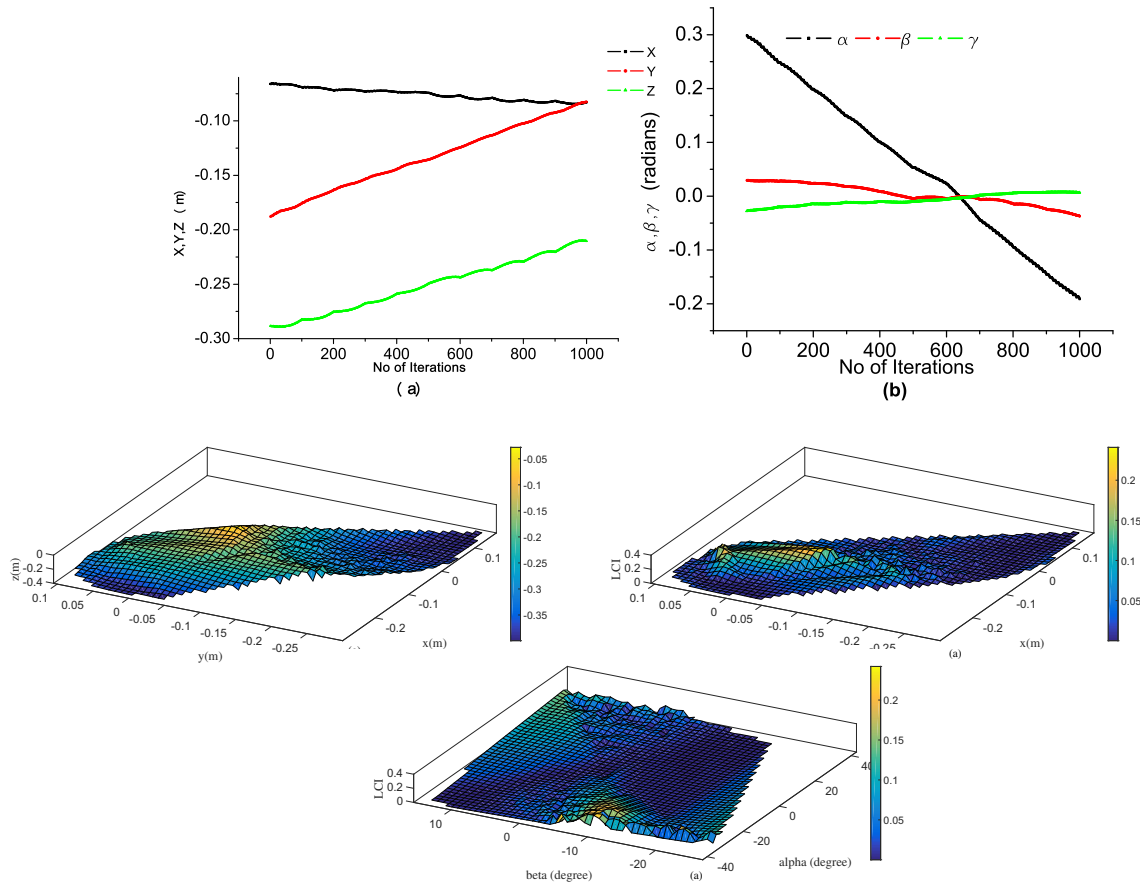 X
Y
Z
-0.10
-0.15
-0.20
-0.25
-0.30
X,Y,Z (m)
0 200 400 600 800 1000
No of Iterations
(a)
α β γ
0.3
0.2
0.1
0.0
-0.1
-0.2
α,β,γ (radians)
0 200 400 600 800 1000
No of Iterations
(b)
-0.05
-0.1
-0.15
-0.2
-0.25
-0.3
-0.35
z(m)
0
-0.2
-0.4
0.1 0.05 0 -0.05 -0.1 -0.15 -0.2 -0.25
y(m)
-0.2 -0.1 0 0.1
x(m)
0.2
0.15
0.1
0.05
LCI
0.4
0.2
0
0.1 0.05 0 -0.05 -0.1 -0.15 -0.2 -0.25
-0.2 -0.1 0 0.1
x(m)
(a)
0.2
0.15
0.1
0.05
LCI
0.4
0.2
0
10 0 -10 -20
beta (degree)
-40 -20 0 20
alpha (degree)
(a)